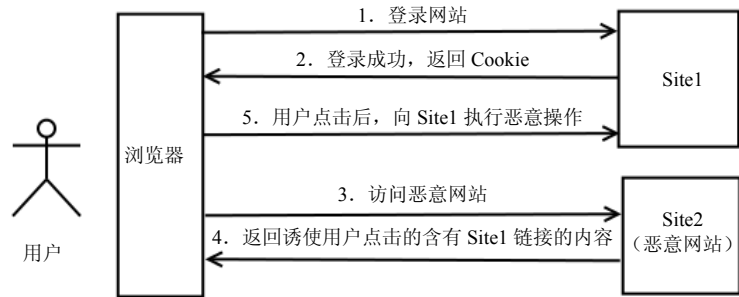 1．登录网站
2．登录成功，返回 Cookie
Site1
5．用户点击后，向 Site1 执行恶意操作
浏览器
3．访问恶意网站
Site2
（恶意网站）
4．返回诱使用户点击的含有 Site1 链接的内容
用户